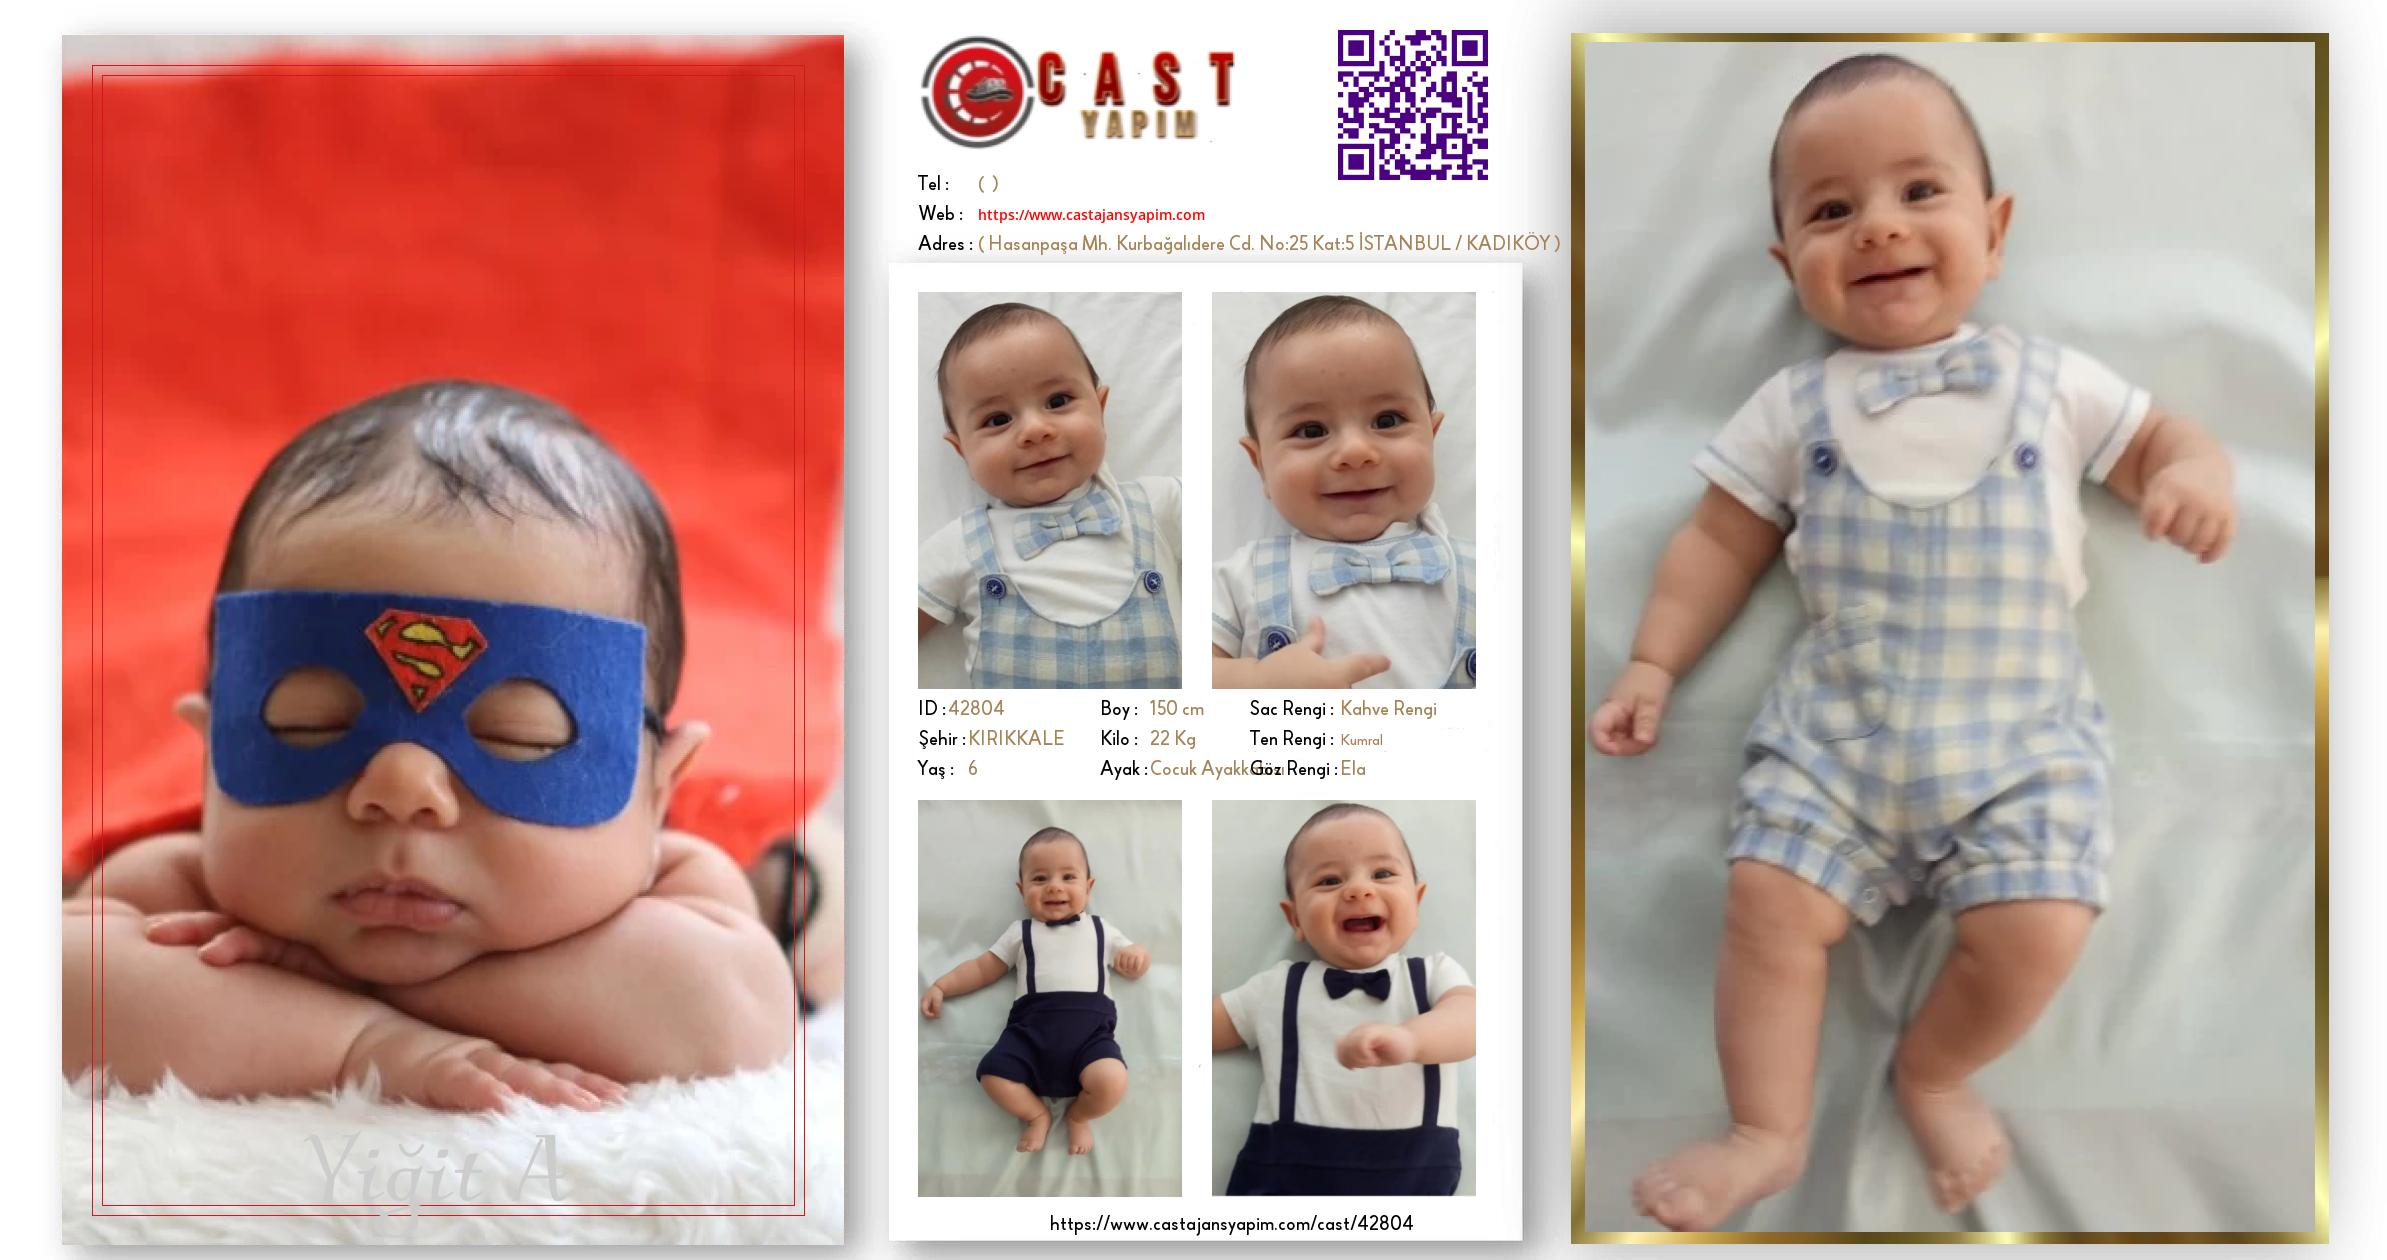 CAST
YAPIM
Tel : ( )
Web : https://www.castajansyapim.com
Adres : ( Hasanpaşa Mh. Kurbağalıdere Cd. No:25 Kat:5 İSTANBUL / KADIKÖY )
ID : 42804 Boy : 150 cm Sac Rengi : Kahve Rengi
Şehir : KIRIKKALE Kilo : 22 Kg Ten Rengi : Kumral
Yaş : 6 Ayak : Cocuk Göz Rengi : Ela
Yiğit A
https://www.castajansyapim.com/cast/42804